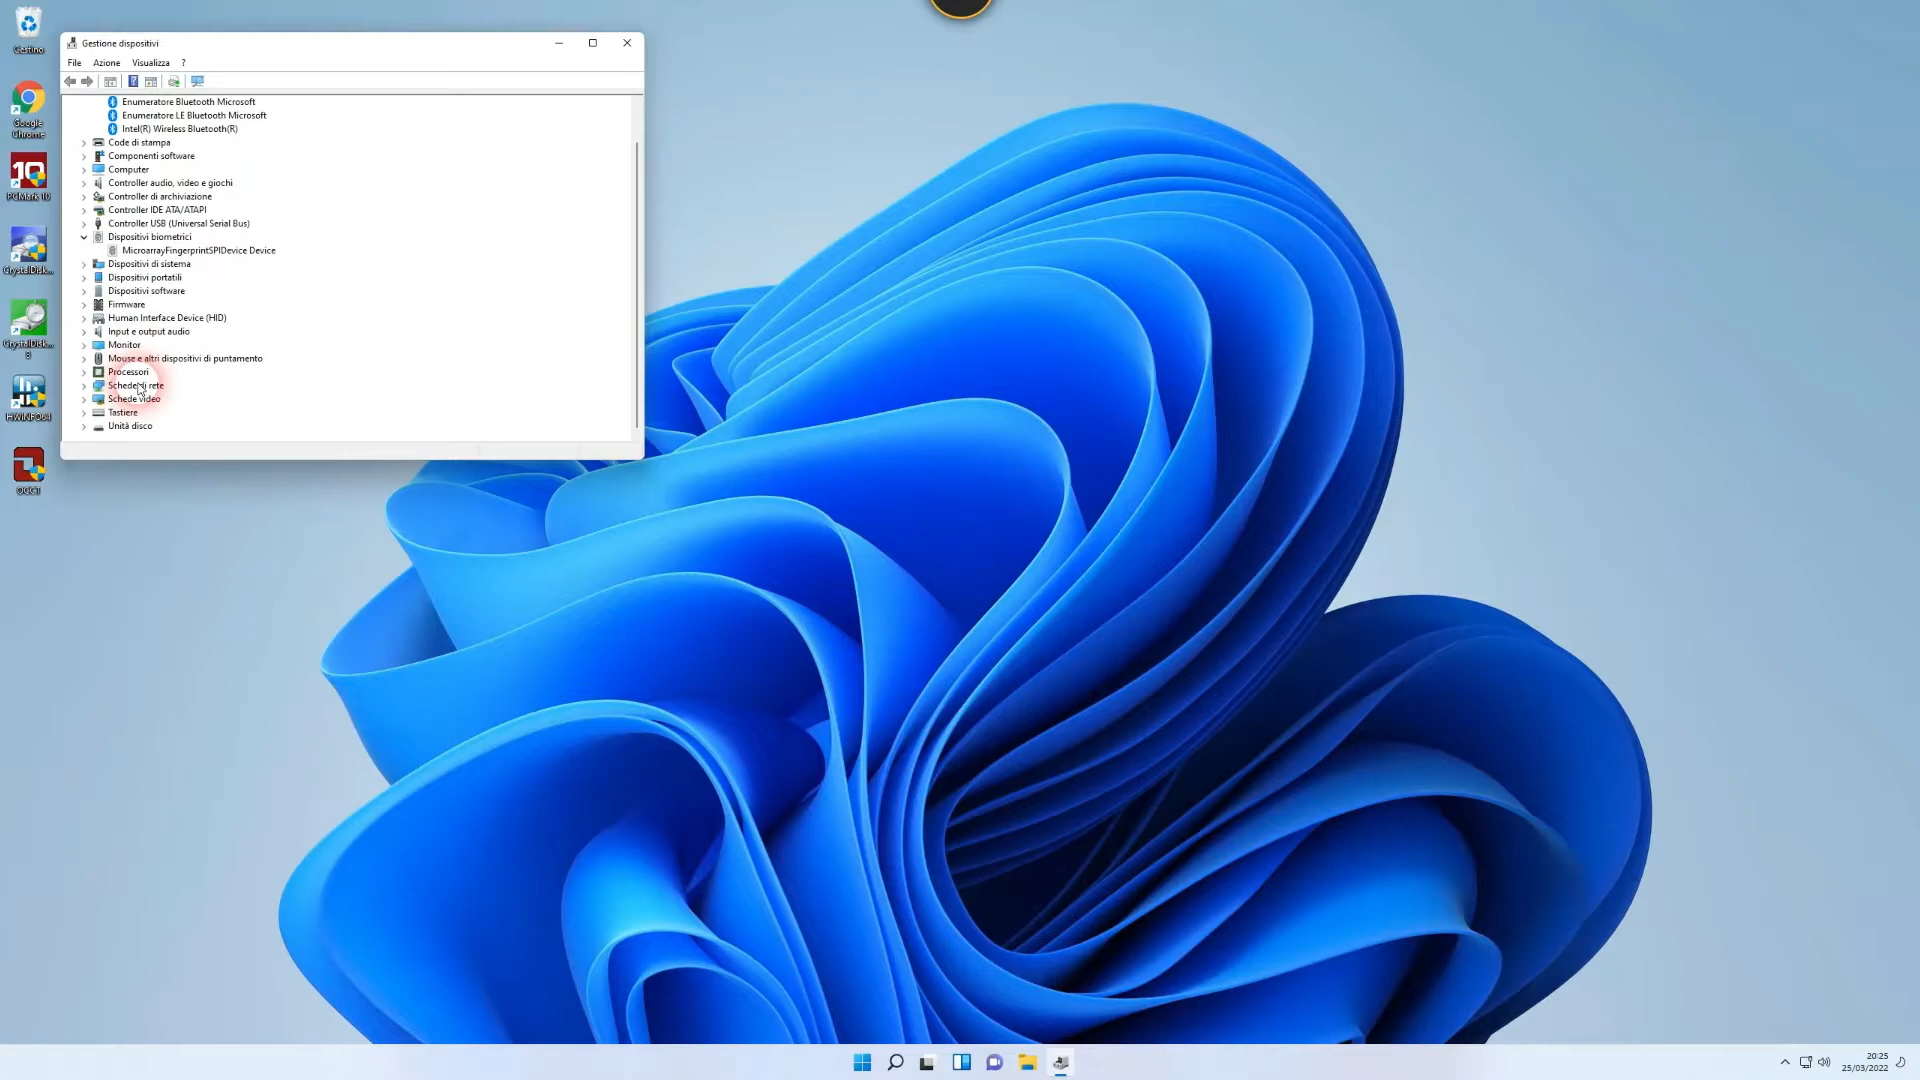 Cestino
Google
Chrome
PCMark 10
CrystalDisk...
CrystalDisk...
8
HWiNFO64
OCCT
Gestione dispositivi
File Azione Visualizza ?
Enumeratore Bluetooth Microsoft
Enumeratore LE Bluetooth Microsoft
Intel(R) Wireless Bluetooth(R)
Code di stampa
Componenti software
Computer
Controller audio, video e giochi
Controller di archiviazione
Controller IDE ATA/ATAPI
Controller USB (Universal Serial Bus)
Dispositivi biometrici
MicroarrayFingerprintSPIDevice Device
Dispositivi di sistema
Dispositivi portatili
Dispositivi software
Firmware
Human Interface Device (HID)
Input e output audio
Monitor
Mouse e altri dispositivi di puntamento
Processori
Schede di rete
Schede video
Tastiere
Unità disco
20:25
25/03/2022